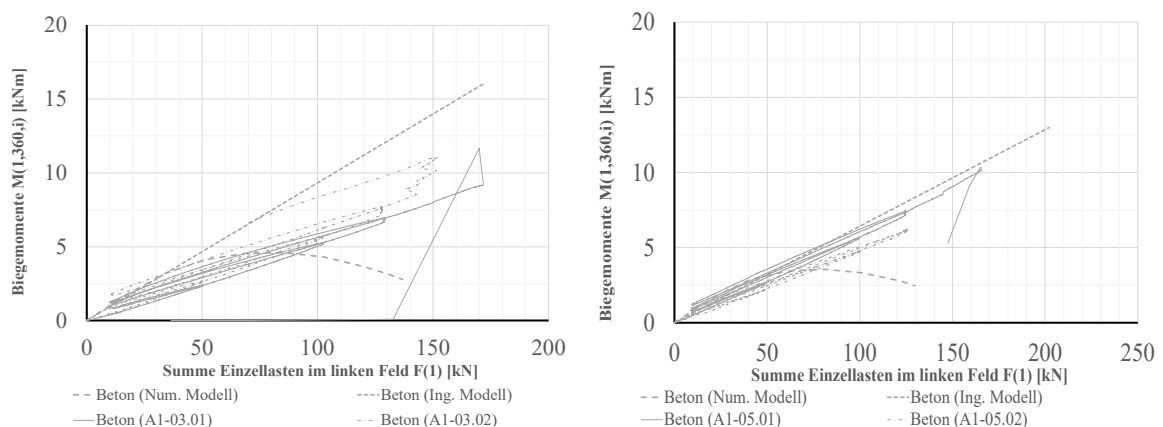 Biegemomente M(1,360,i) [kNm]
20
15
10
5
0
0 50 100 150 200
Summe Einzellasten im linken Feld F(1) [kN]
Beton (Num. Modell) Beton (Ing. Modell)
Beton (A1-03.01) Beton (A1-03.02)
Biegemomente M(1,360,i) [kNm]
20
15
10
5
0
0 50 100 150 200 250
Summe Einzellasten im linken Feld F(1) [kN]
Beton (Num. Modell) Beton (Ing. Modell)
Beton (A1-05.01) Beton (A1-05.02)